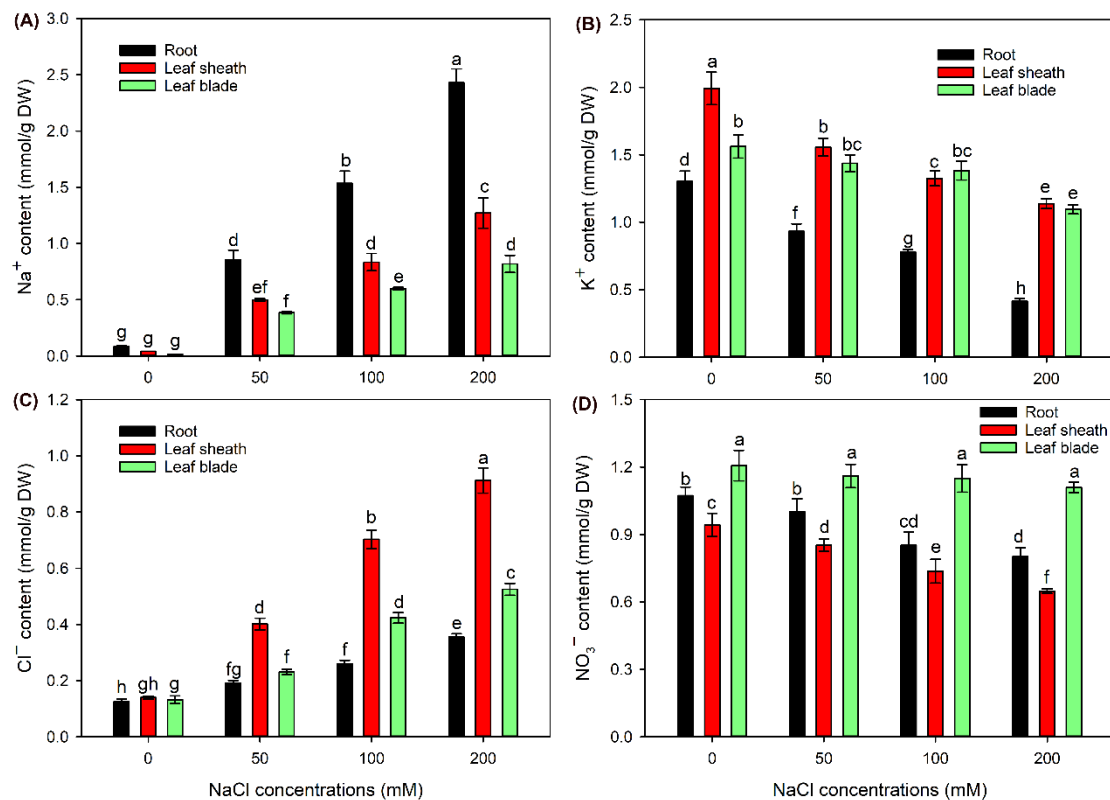 (A)
3.0
2.5
2.0
1.5
1.0
0.5
0.0
Na⁺ content (mmol/g DW)
Root
Leaf sheath
Leaf blade
g g g
d ef f
b d e
a c d
0 50 100 200
(B)
2.5
2.0
1.5
1.0
0.5
0.0
K⁺ content (mmol/g DW)
Root
Leaf sheath
Leaf blade
d a b
f b bc
g c bc
h e e
0 50 100 200
(C)
1.2
1.0
0.8
0.6
0.4
0.2
0.0
Cl⁻ content (mmol/g DW)
Root
Leaf sheath
Leaf blade
h gh g
fg d f
f b d
e a c
0 50 100 200
NaCl concentrations (mM)
(D)
1.5
1.2
0.9
0.6
0.3
0.0
NO₃⁻ content (mmol/g DW)
Root
Leaf sheath
Leaf blade
b c a
b d a
cd e a
d f a
0 50 100 200
NaCl concentrations (mM)